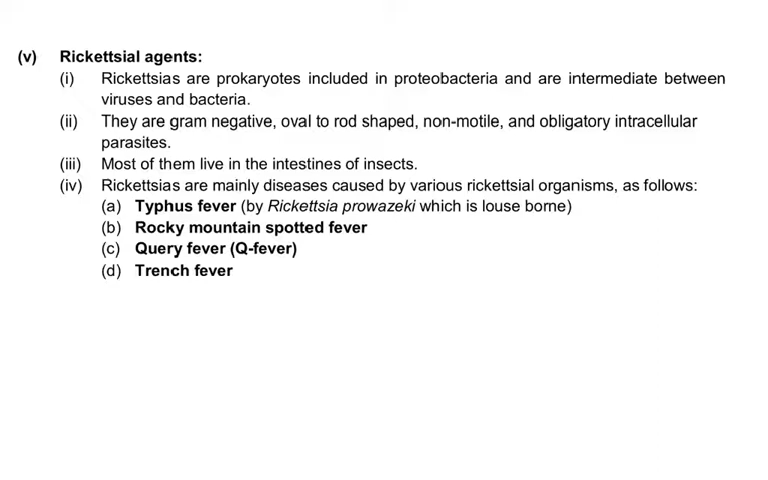 (v) Rickettsial agents:
(i) Rickettsias are prokaryotes included in proteobacteria and are intermediate between
viruses and bacteria.
(ii) They are gram negative, oval to rod shaped, non-motile, and obligatory intracellular
parasites.
(iii) Most of them live in the intestines of insects.
(iv) Rickettsias are mainly diseases caused by various rickettsial organisms, as follows:
(a) Typhus fever (by Rickettsia prowazeki which is louse borne)
(b) Rocky mountain spotted fever
(c) Query fever (Q-fever)
(d) Trench fever